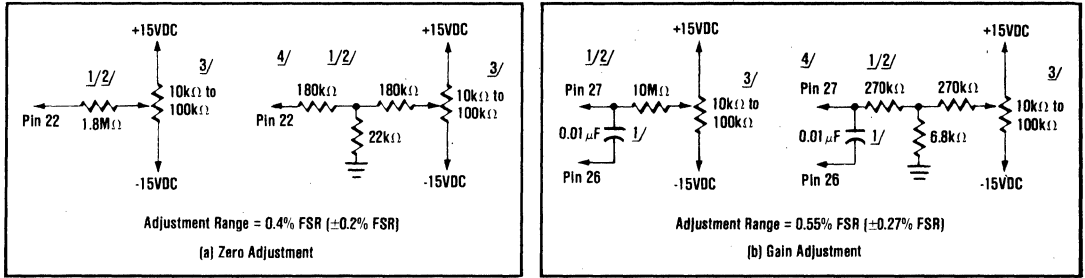 +15VDC
1/2/
3/
10kΩ to
100kΩ
Pin 22
1.8MΩ
-15VDC
+15VDC
4/
1/2/
3/
180kΩ
180kΩ
10kΩ to
100kΩ
Pin 22
22kΩ
-15VDC
Adjustment Range = 0.4% FSR (±0.2% FSR)
(a) Zero Adjustment
+15VDC
1/2/
3/
Pin 27
10MΩ
10kΩ to
100kΩ
0.01 µF
1/
Pin 26
-15VDC
+15VDC
4/
1/2/
3/
Pin 27
270kΩ
270kΩ
10kΩ to
100kΩ
0.01 µF
1/
6.8kΩ
Pin 26
-15VDC
Adjustment Range = 0.55% FSR (±0.27% FSR)
(b) Gain Adjustment